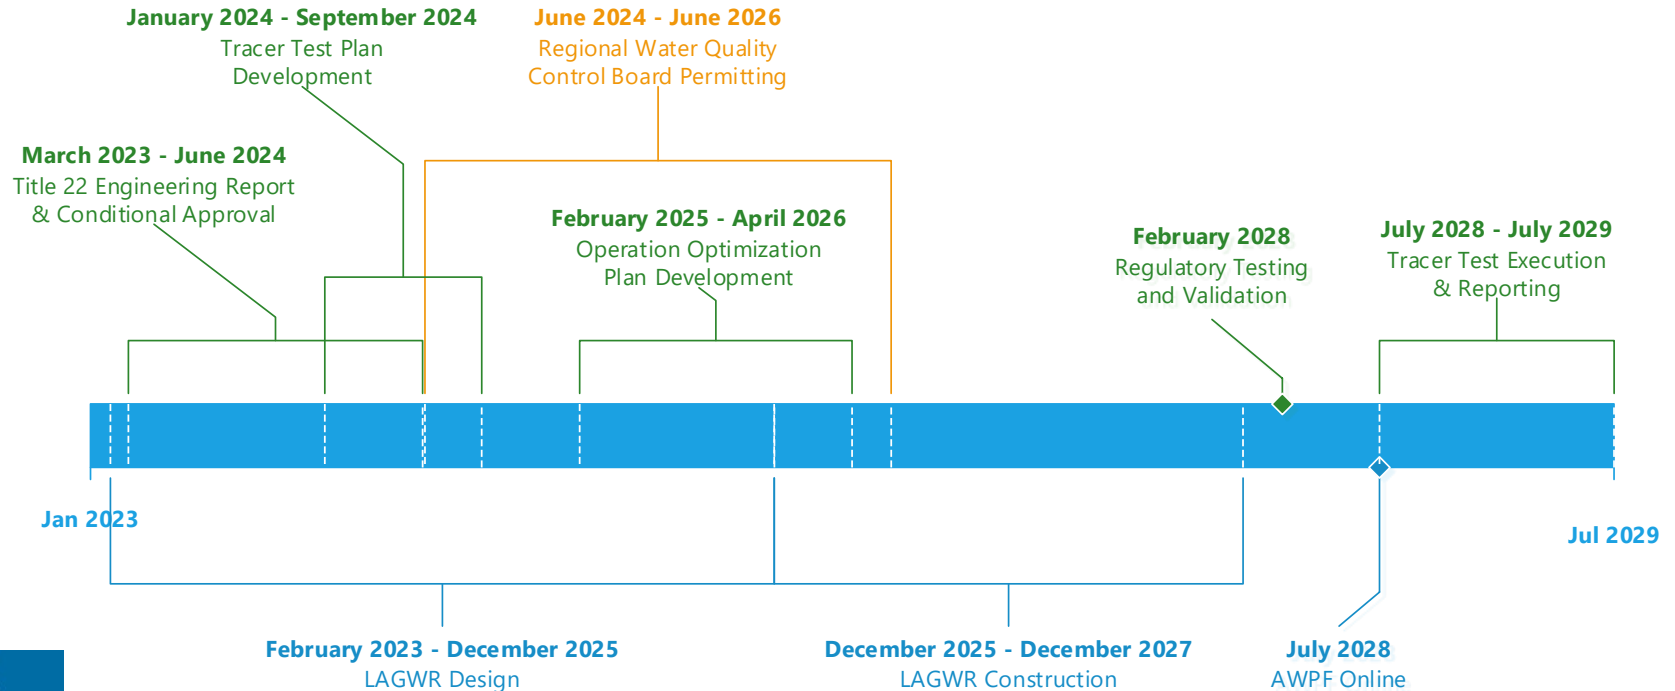 January 2024 - September 2024
Tracer Test Plan
Development
June 2024 - June 2026
Regional Water Quality
Control Board Permitting
March 2023 - June 2024
Title 22 Engineering Report
& Conditional Approval
February 2025 - April 2026
Operation Optimization
Plan Development
February 2028
Regulatory Testing
and Validation
July 2028 - July 2029
Tracer Test Execution
& Reporting
Jan 2023
Jul 2029
February 2023 - December 2025
LAGWR Design
December 2025 - December 2027
LAGWR Construction
July 2028
AWPF Online